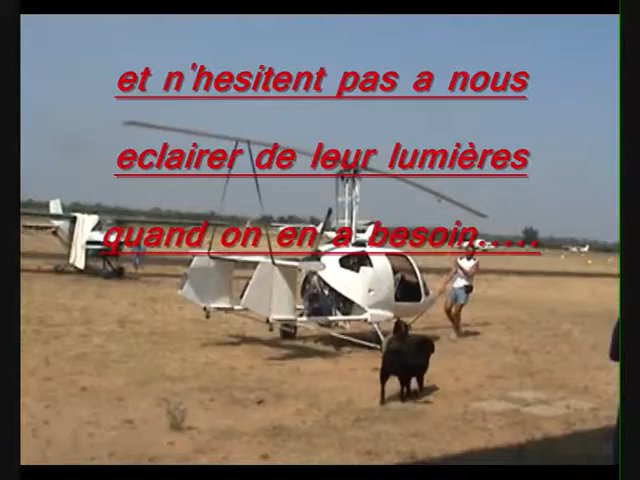 et n'hesitent pas a nous
eclairer de leur lumières
quand on en a besoin.....